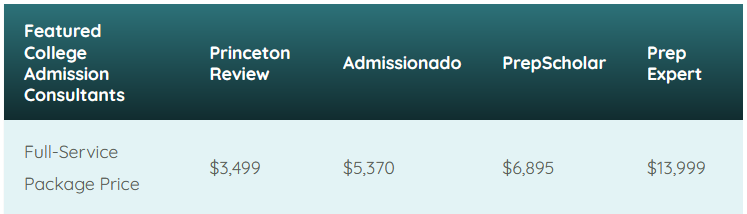 Featured
College
Admission
Consultants
Princeton
Review
Admissionado
PrepScholar
Prep
Expert
Full-Service
Package Price
$3,499
$5,370
$6,895
$13,999